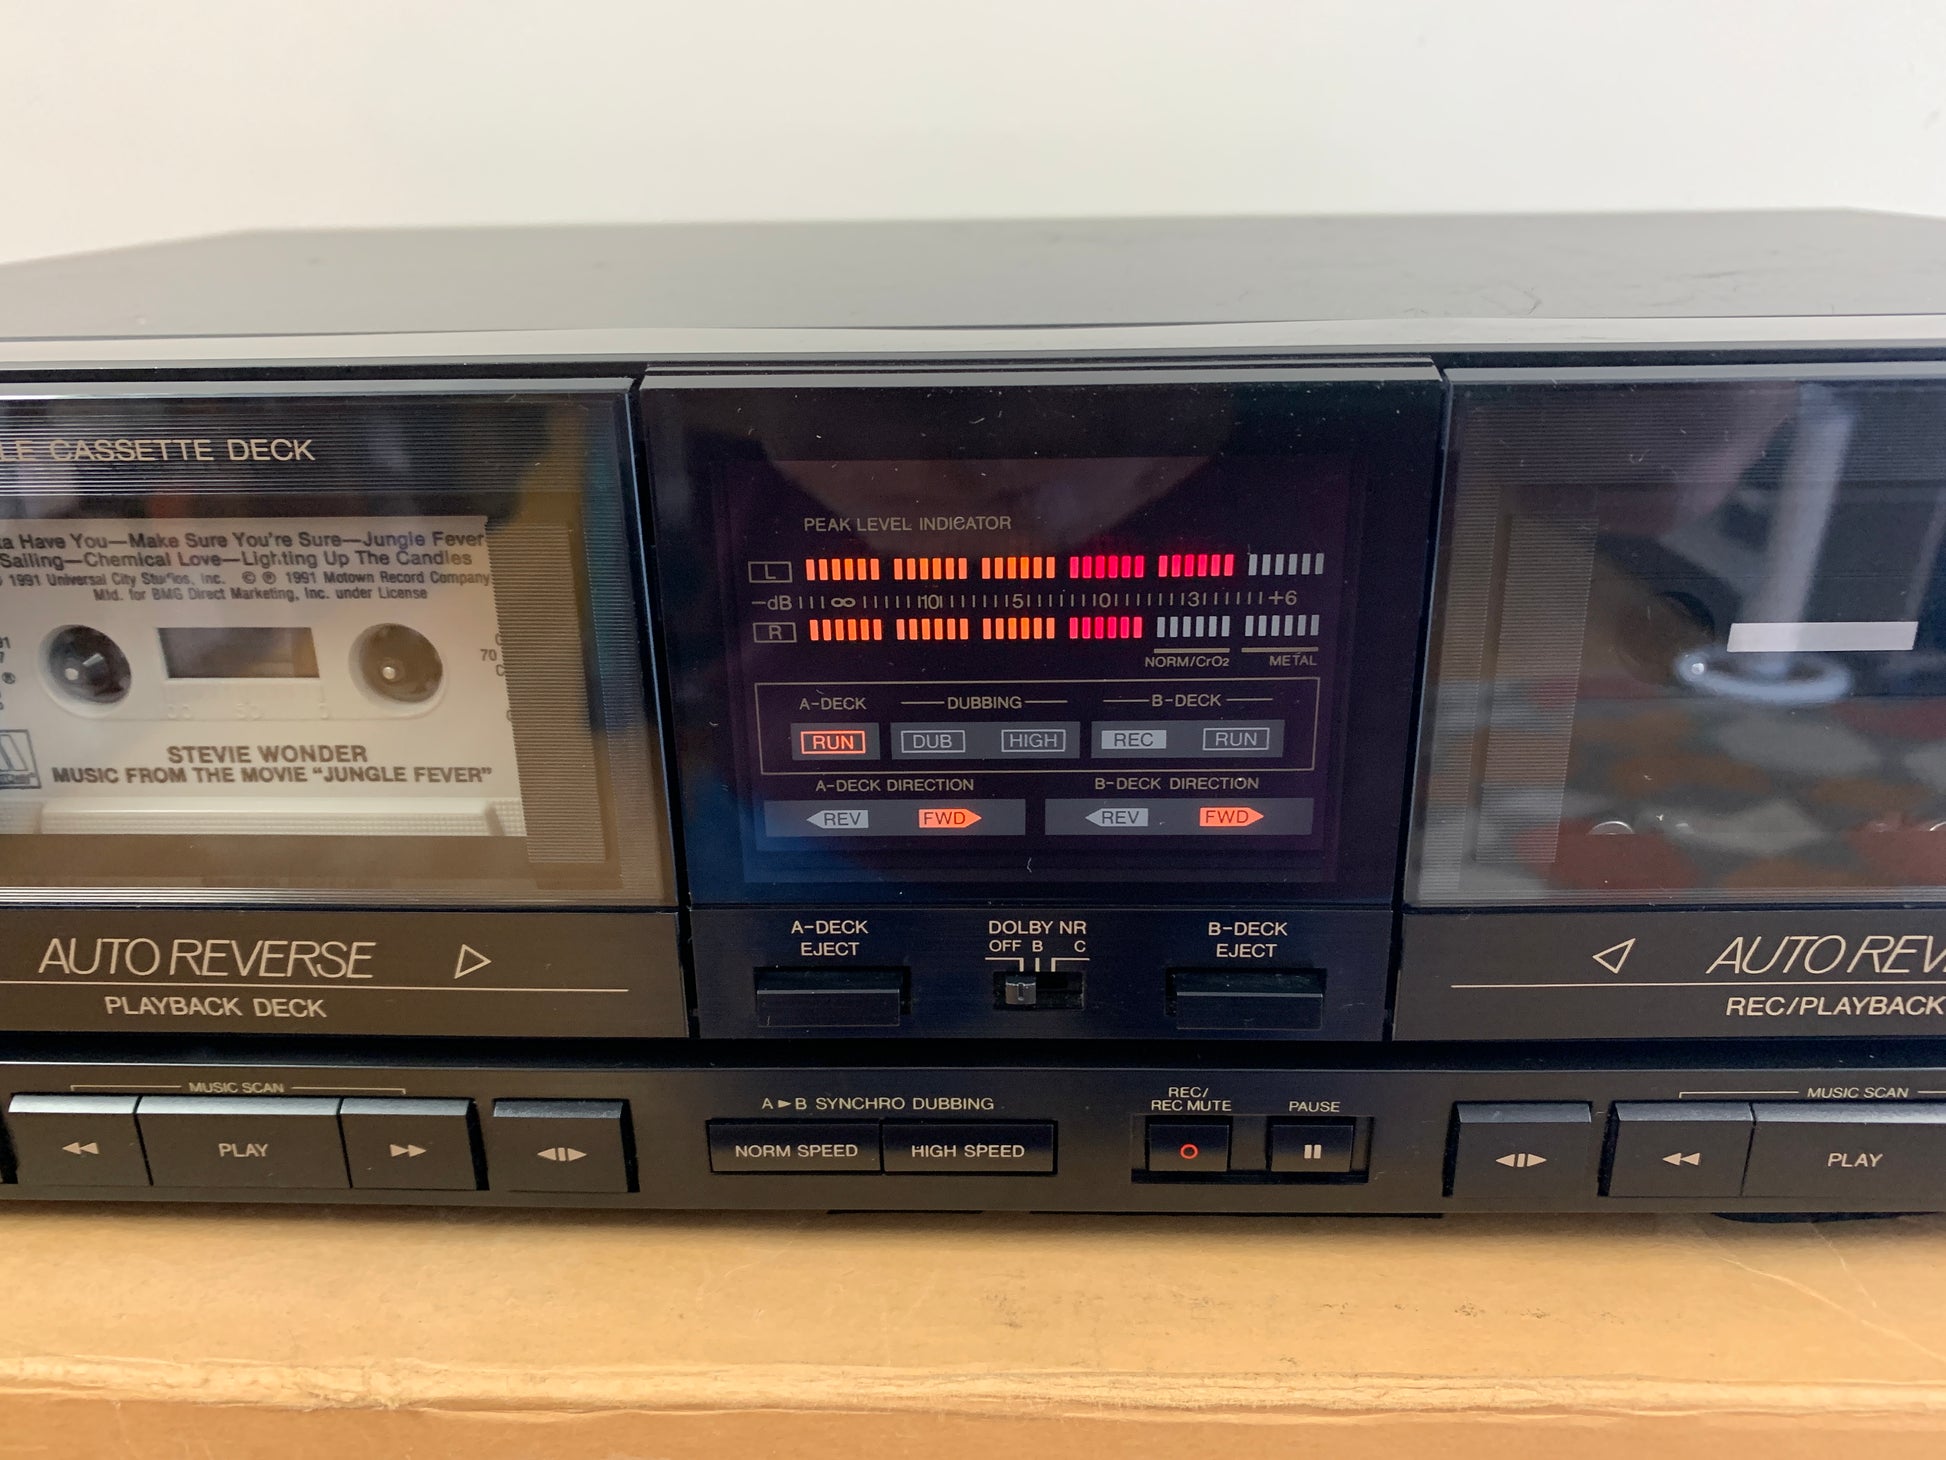 LE CASSETTE DECK
Have You—Make Sure You're Sure—Jungle Fever
Sailing—Chemical Love—Lighting Up The Candles
1991 Universal City Studios, Inc. © ℗ 1991 Motown Record Company
Mfd. for BMG Direct Marketing, Inc. under License
70
STEVIE WONDER
MUSIC FROM THE MOVIE "JUNGLE FEVER"
AUTO REVERSE ▷
PLAYBACK DECK
PEAK LEVEL INDICATOR
L
−dB ∞ 10 5 0 3 +6
R
NORM/CrO₂ METAL
A-DECK DUBBING B-DECK
RUN DUB HIGH REC RUN
A-DECK DIRECTION B-DECK DIRECTION
REV FWD REV FWD
A-DECK EJECT
DOLBY NR
OFF B C
B-DECK EJECT
◁ AUTO REV
REC/PLAYBACK
MUSIC SCAN
◀◀ PLAY ▶▶ ◀II▶
A▶B SYNCHRO DUBBING
NORM SPEED HIGH SPEED
REC/
REC MUTE
PAUSE
MUSIC SCAN
◀II▶ ◀◀ PLAY